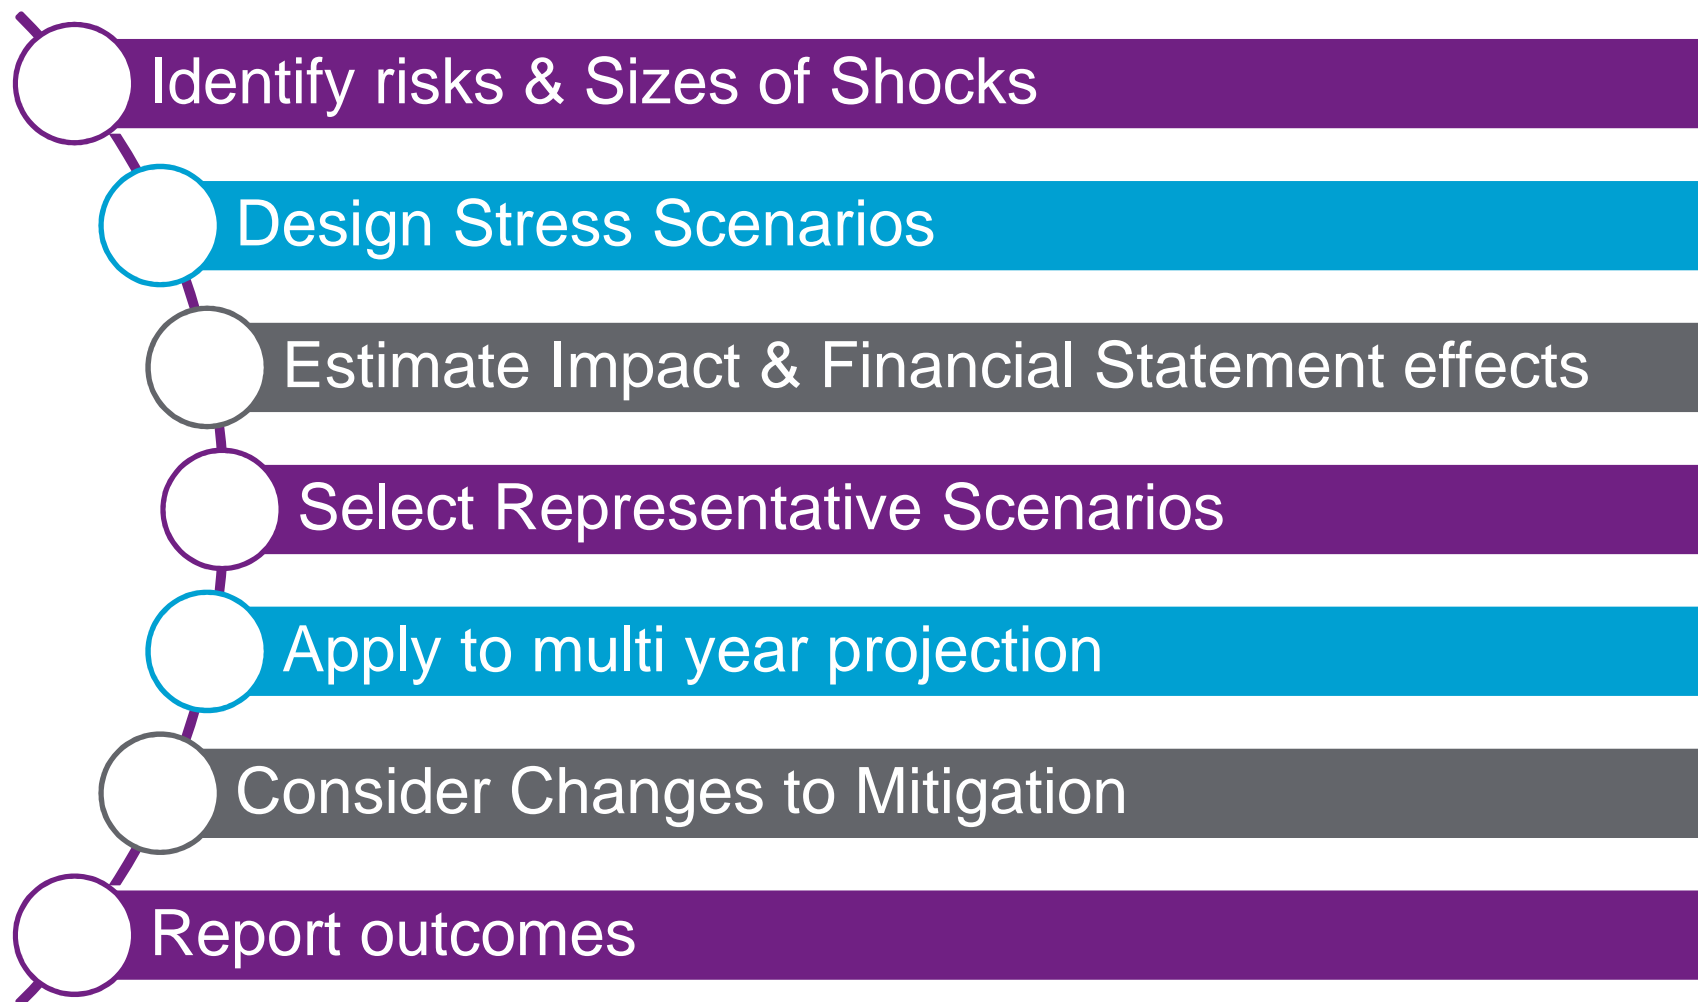 Identify risks & Sizes of Shocks
Design Stress Scenarios
Estimate Impact & Financial Statement effects
Select Representative Scenarios
Apply to multi year projection
Consider Changes to Mitigation
Report outcomes